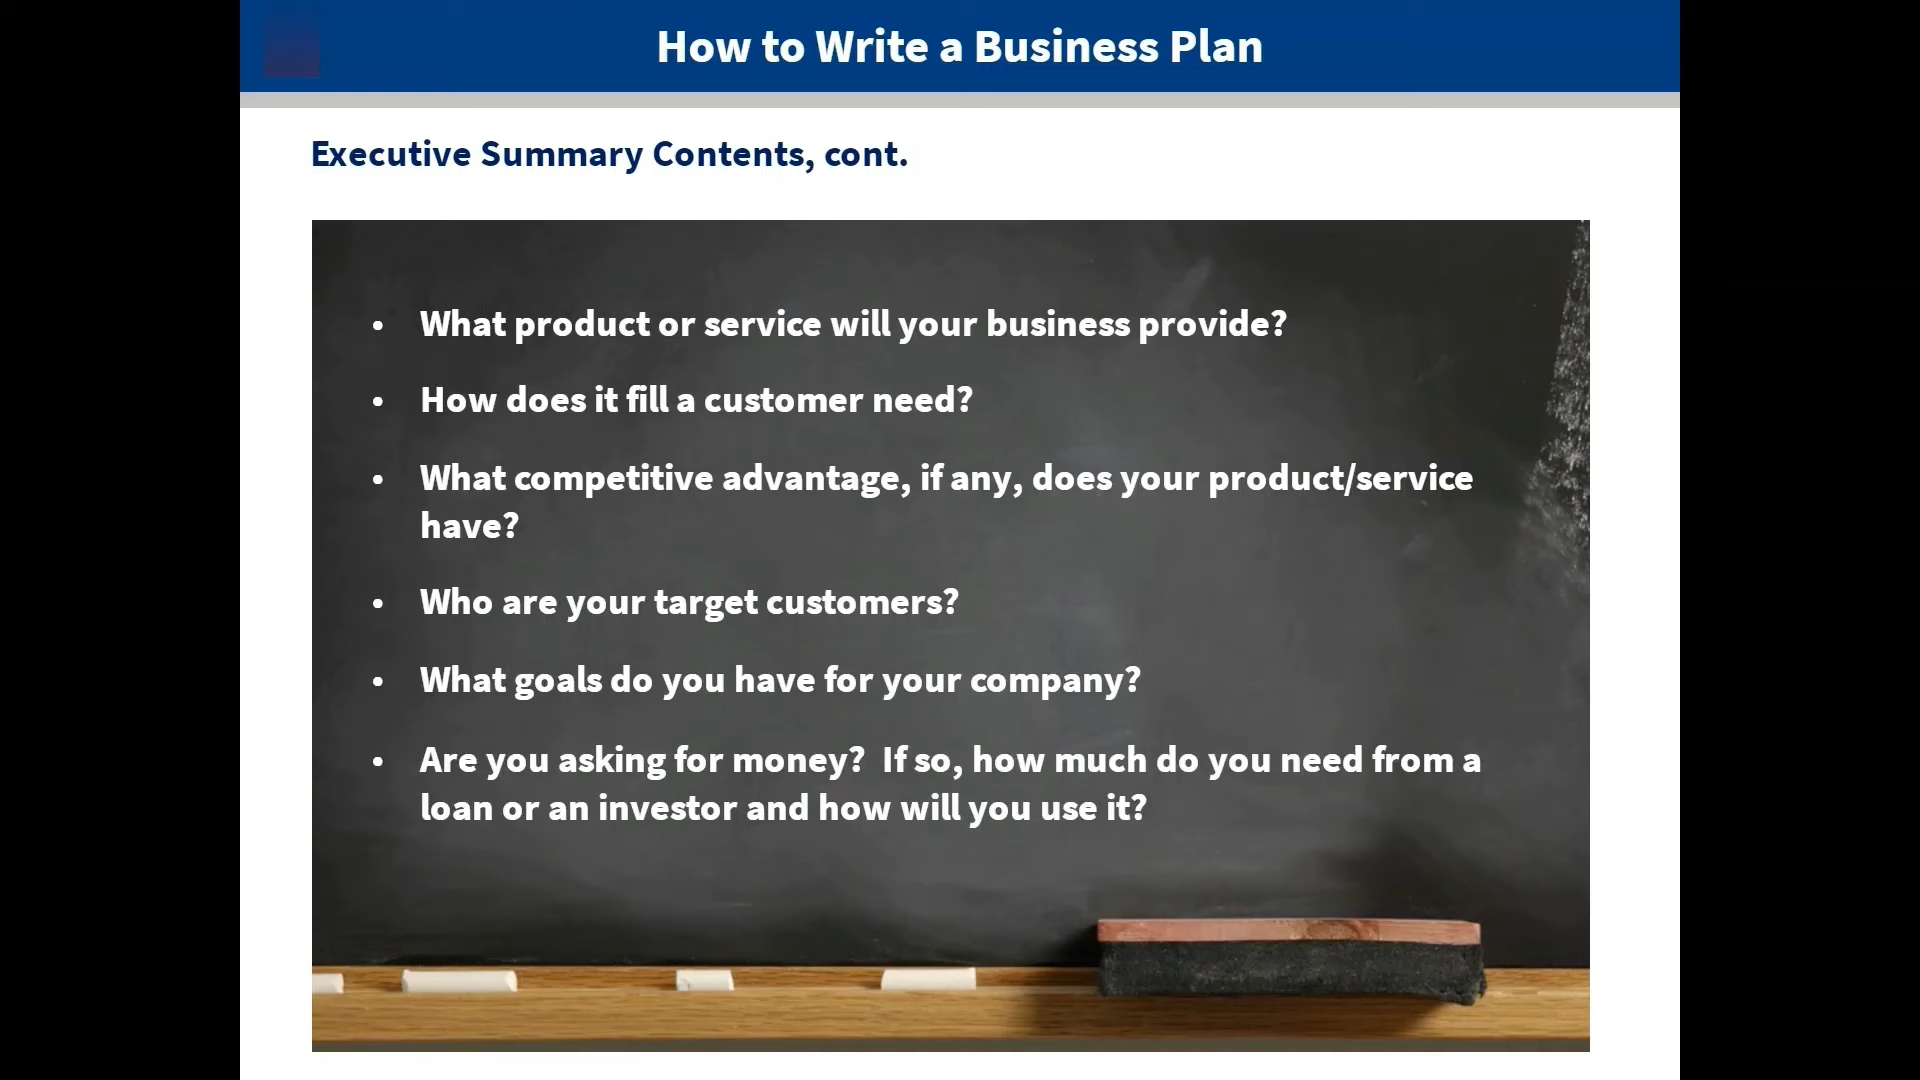 How to Write a Business Plan
Executive Summary Contents, cont.
• What product or service will your business provide?
• How does it fill a customer need?
• What competitive advantage, if any, does your product/service
have?
• Who are your target customers?
• What goals do you have for your company?
• Are you asking for money?  If so, how much do you need from a
loan or an investor and how will you use it?